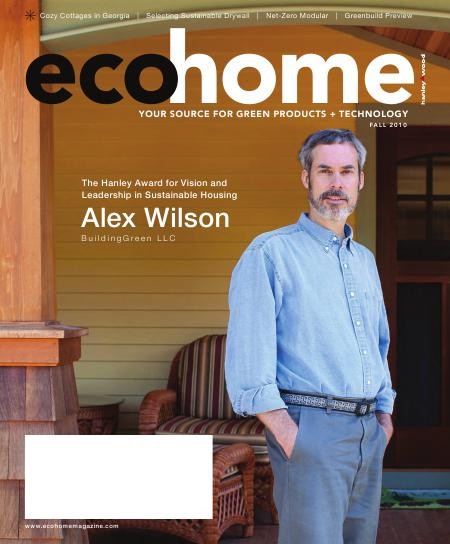 Cozy Cottages in Georgia | Selecting Sustainable Drywall | Net-Zero Modular | Greenbuild Preview
ecohome
hanley wood
YOUR SOURCE FOR GREEN PRODUCTS + TECHNOLOGY
FALL 2010
The Hanley Award for Vision and
Leadership in Sustainable Housing
Alex Wilson
BuildingGreen LLC
www.ecohomemagazine.com